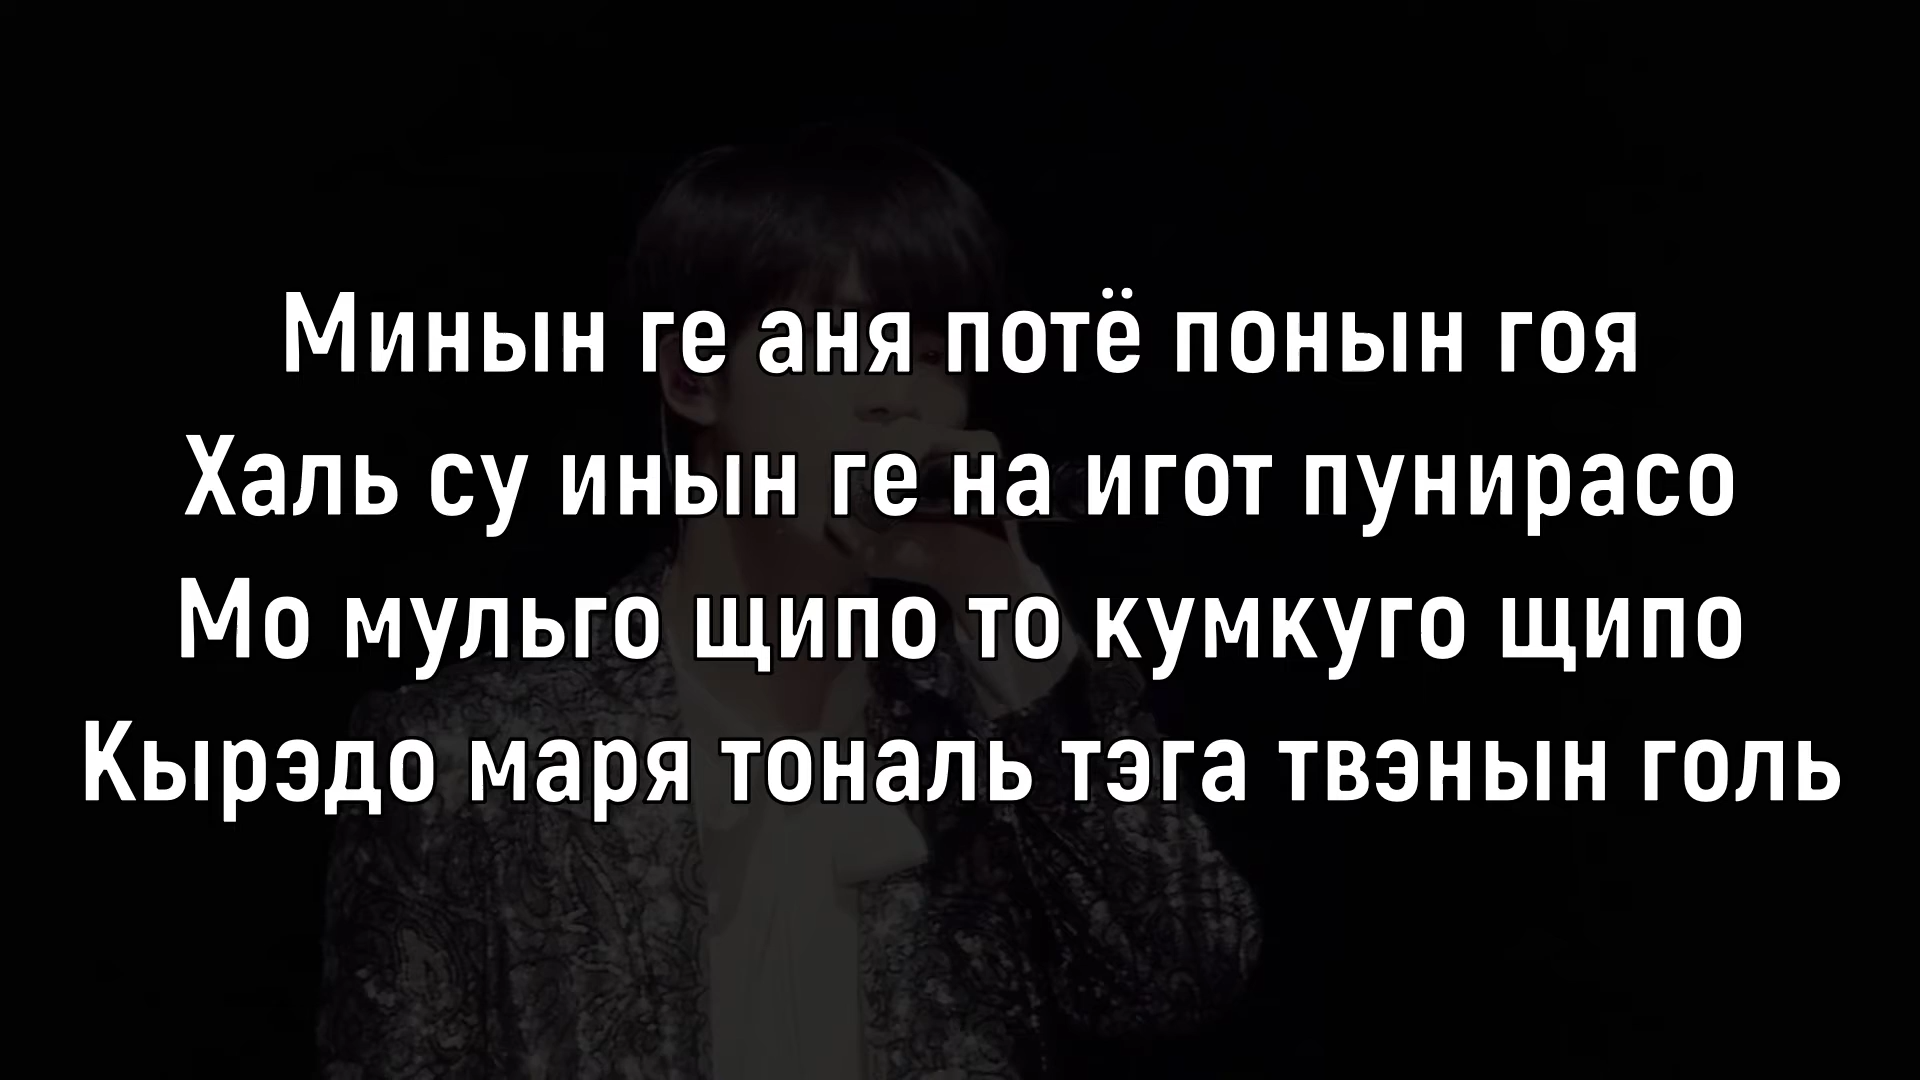 Минын ге аня потё понын гоя
Халь су инын ге на игот пунирасо
Мо мульго щипо то кумкуго щипо
Кырэдо маря тональ тэга твэнын голь